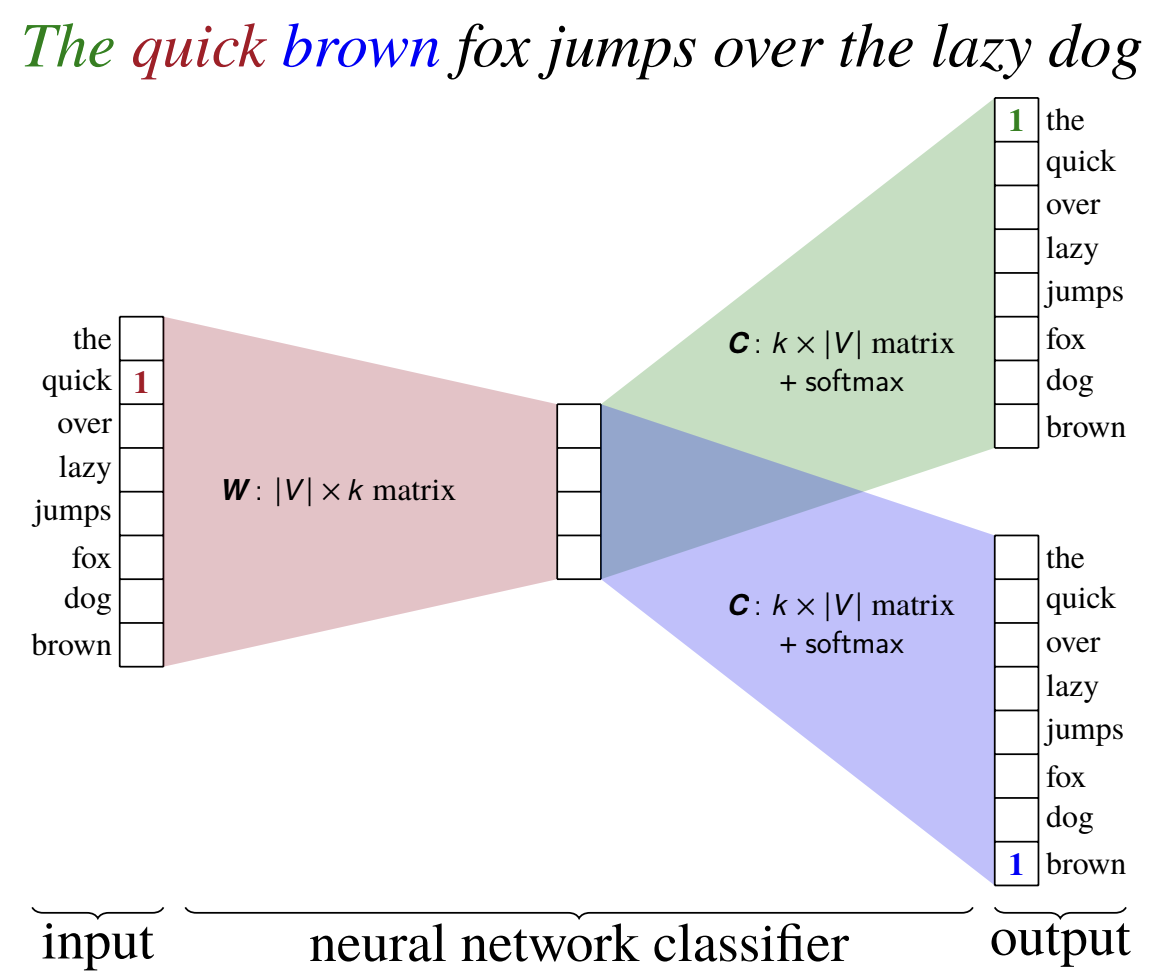 The quick brown fox jumps over the lazy dog
the
quick
1
over
lazy
jumps
fox
dog
brown
W : |V| × k matrix
C : k × |V| matrix
+ softmax
C : k × |V| matrix
+ softmax
1 the
quick
over
lazy
jumps
fox
dog
brown
the
quick
over
lazy
jumps
fox
dog
1 brown
input
neural network classifier
output